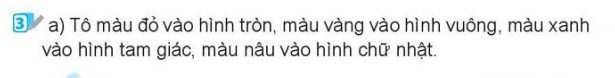 3 a) Tô màu đỏ vào hình tròn, màu vàng vào hình vuông, màu xanh
vào hình tam giác, màu nâu vào hình chữ nhật.